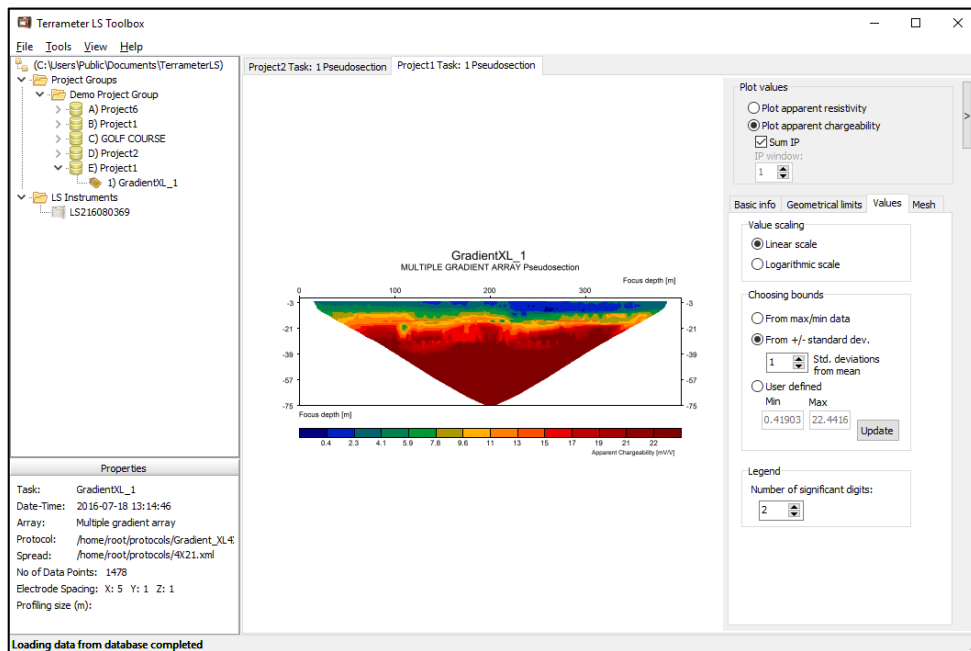 Terrameter LS Toolbox
File Tools View Help
(C:\Users\Public\Documents\TerrameterLS)
Project Groups
Demo Project Group
A) Project6
B) Project1
C) GOLF COURSE
D) Project2
E) Project1
1) GradientXL_1
LS Instruments
LS216080369
Properties
Task: GradientXL_1
Date-Time: 2016-07-18 13:14:46
Array: Multiple gradient array
Protocol: /home/root/protocols/Gradient_XL4
Spread: /home/root/protocols/4X21.xml
No of Data Points: 1478
Electrode Spacing: X: 5 Y: 1 Z: 1
Profiling size (m):
Loading data from database completed
Project2 Task: 1 Pseudosection Project1 Task: 1 Pseudosection
GradientXL_1
MULTIPLE GRADIENT ARRAY Pseudosection
Focus depth [m]
0 100 200 300
-3 -3
-21 -21
-39 -39
-57 -57
-75 -75
Focus depth [m]
0.4 2.3 4.1 5.9 7.8 9.6 11 13 15 17 19 21 22
Apparent Chargeability [mV/V]
Plot values
Plot apparent resistivity
Plot apparent chargeability
Sum IP
IP window:
1
>
Basic info Geometrical limits Values Mesh
Value scaling
Linear scale
Logarithmic scale
Choosing bounds
From max/min data
From +/- standard dev.
1 Std. deviations
from mean
User defined
Min Max
0.41903 22.4416 Update
Legend
Number of significant digits:
2